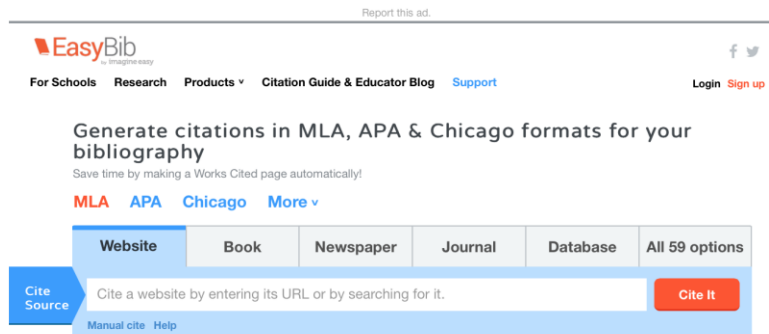 Report this ad.
EasyBib
by imagine easy
For Schools Research Products v Citation Guide & Educator Blog Support Login Sign up
Generate citations in MLA, APA & Chicago formats for your
bibliography
Save time by making a Works Cited page automatically!
MLA APA Chicago More v
Website Book Newspaper Journal Database All 59 options
Cite
Source
Cite a website by entering its URL or by searching for it.
Cite It
Manual cite Help